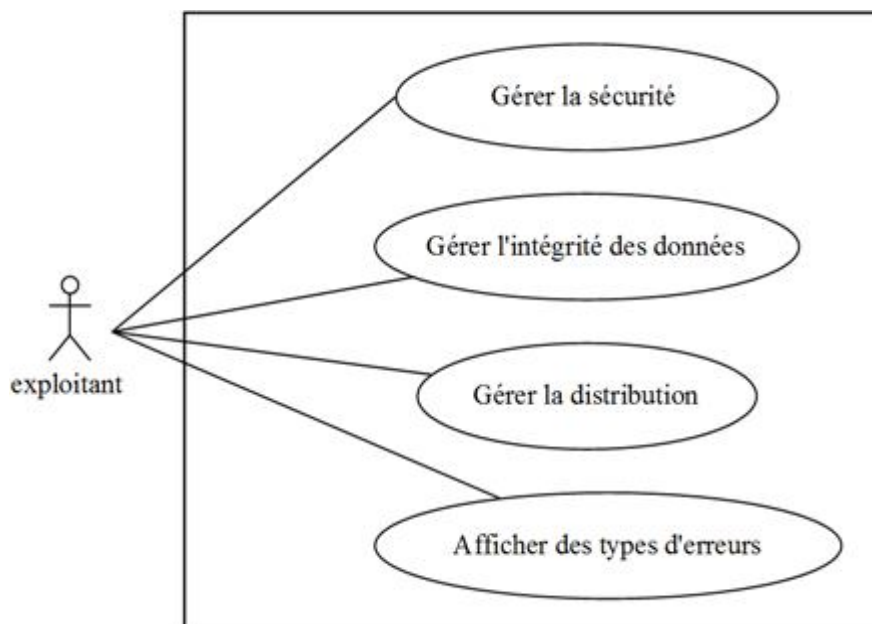 Gérer la sécurité
Gérer l'intégrité des données
exploitant
Gérer la distribution
Afficher des types d'erreurs